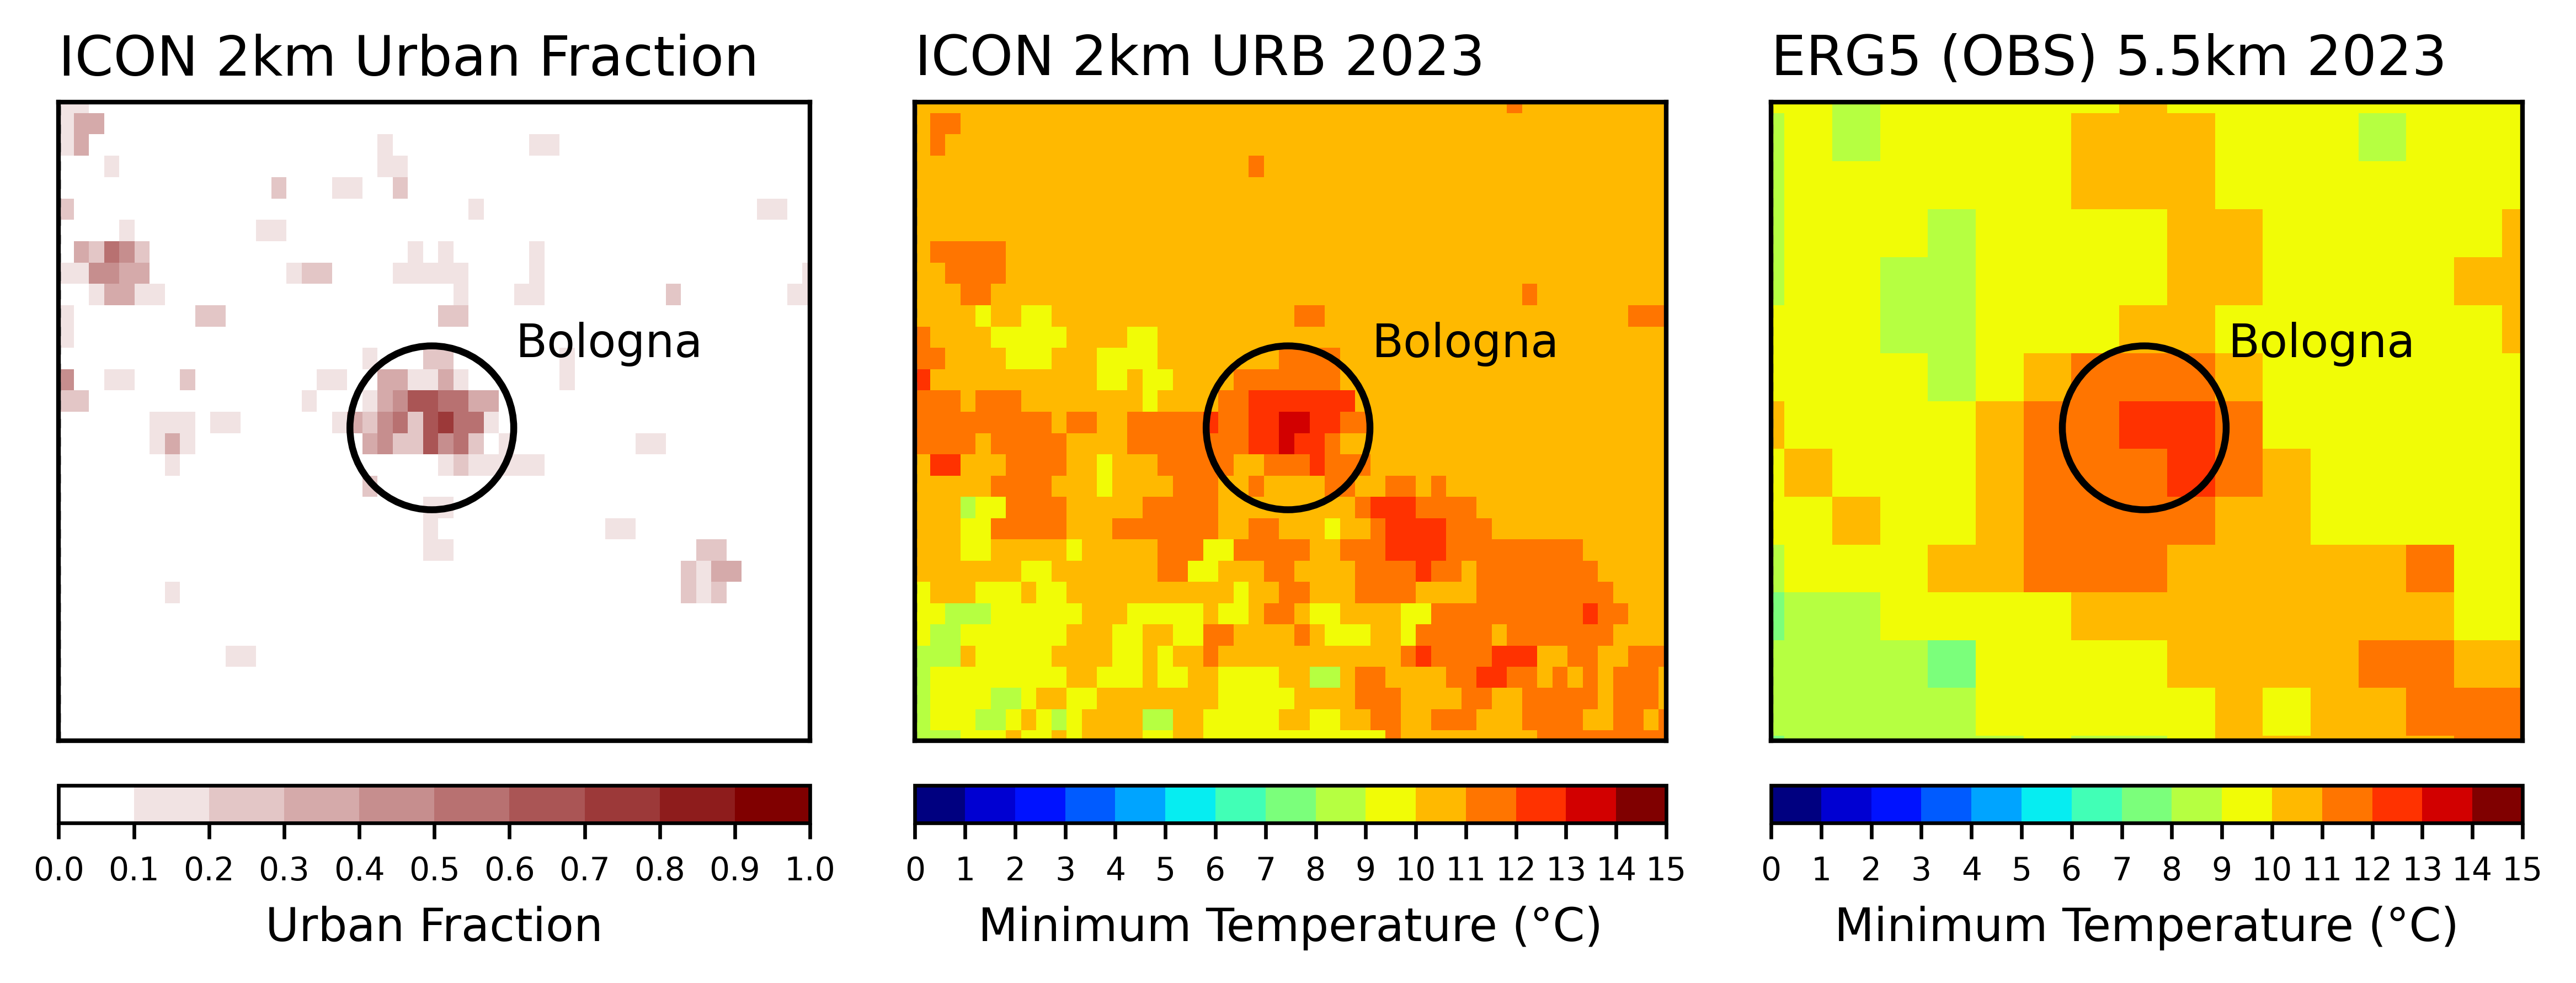 ICON 2km Urban Fraction
ICON 2km URB 2023
ERG5 (OBS) 5.5km 2023
Bologna
Bologna
Bologna
0.0 0.1 0.2 0.3 0.4 0.5 0.6 0.7 0.8 0.9 1.0
0 1 2 3 4 5 6 7 8 9 10 11 12 13 14 15
0 1 2 3 4 5 6 7 8 9 10 11 12 13 14 15
Urban Fraction
Minimum Temperature (°C)
Minimum Temperature (°C)